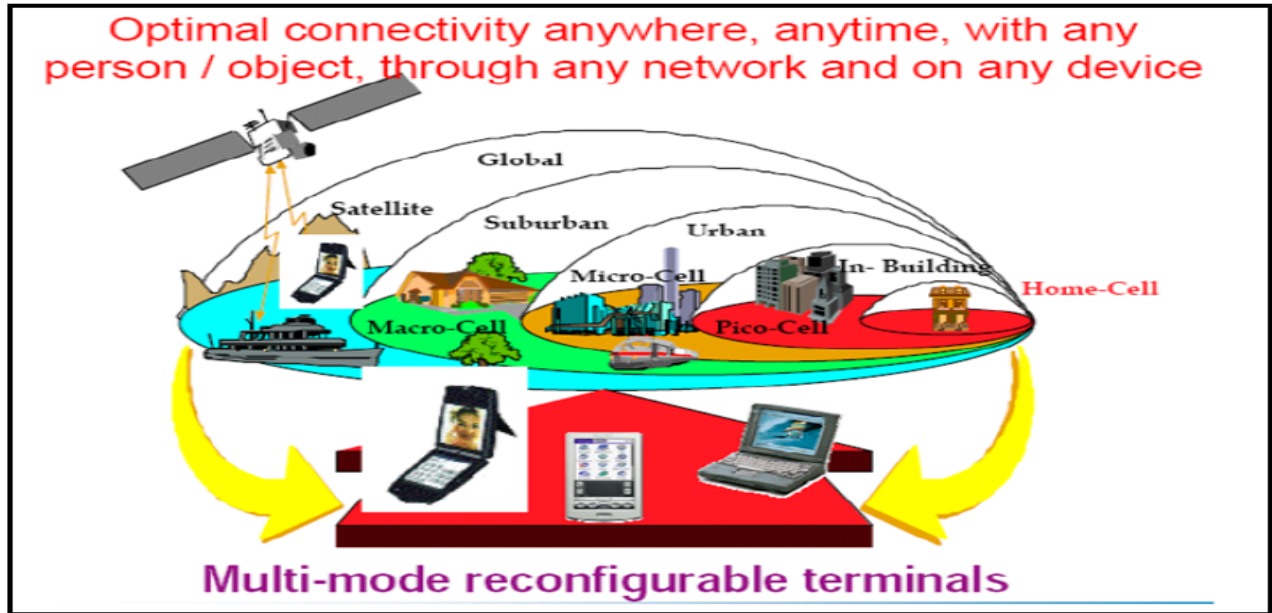 Optimal connectivity anywhere, anytime, with any
person / object, through any network and on any device
Global
Satellite
Suburban
Urban
In- Building
Micro-Cell
Home-Cell
Macro-Cell
Pico-Cell
Multi-mode reconfigurable terminals